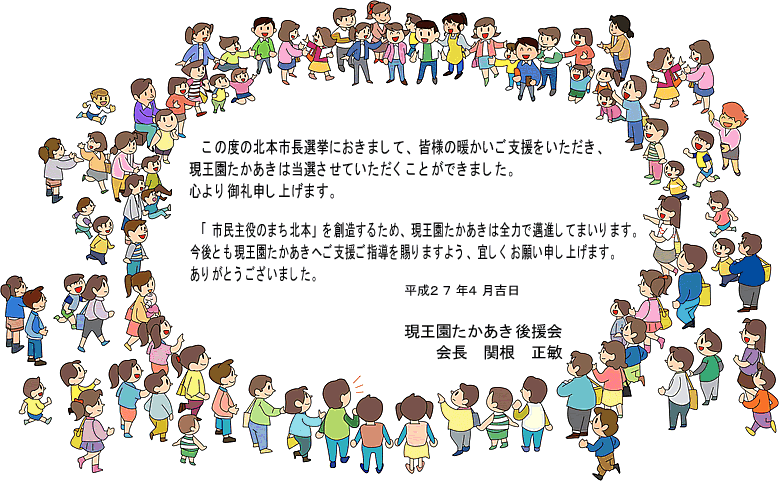 この度の北本市長選挙におきまして、皆様の暖かいご支援をいただき、
現王園たかあきは当選させていただくことができました。
心より御礼申し上げます。
「市民主役のまち北本」を創造するため、現王園たかあきは全力で邁進してまいります。
今後とも現王園たかあきへご支援ご指導を賜りますよう、宜しくお願い申し上げます。
ありがとうございました。
平成２７年４月吉日
現王園たかあき後援会
会長　関根　正敏